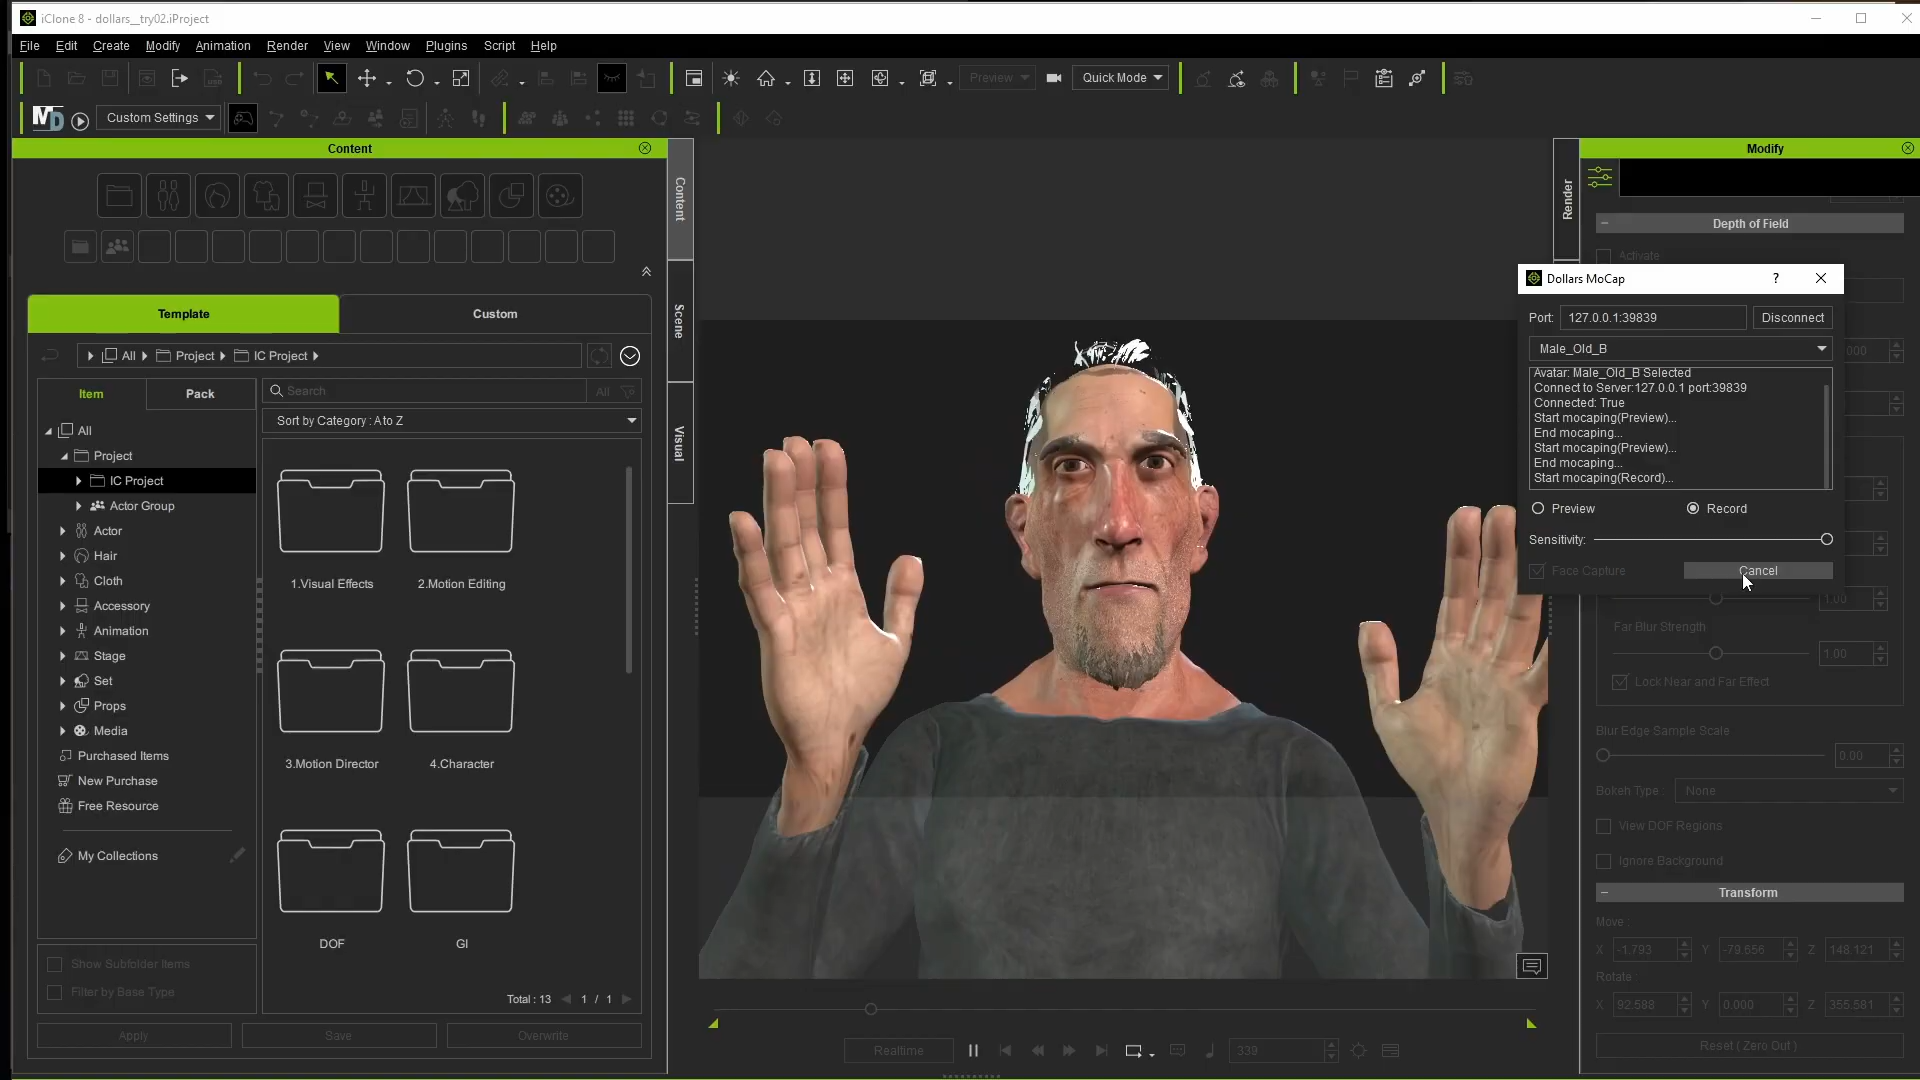 iClone 8 - dollars__try02.iProject
File Edit Create Modify Animation Render View Window Plugins Script Help
Preview Quick Mode
MD Custom Settings
Content
Modify
Content
Scene
Visual
Render
Template Custom
All Project IC Project
Item Pack
Search All
Sort by Category : A to Z
All
Project
IC Project
Actor Group
Actor
Hair
Cloth
Accessory
Animation
Stage
Set
Props
Media
Purchased Items
New Purchase
Free Resource
My Collections
Show Subfolder Items
Filter by Base Type
1.Visual Effects 2.Motion Editing
3.Motion Director 4.Character
DOF GI
Total : 13 1 / 1
Apply Save Overwrite
Realtime 339
Depth of Field
Activate
Dollars MoCap ?
Port: 127.0.0.1:39839 Disconnect
Male_Old_B
Avatar: Male_Old_B Selected
Connect to Server:127.0.0.1 port:39839
Connected: True
Start mocaping(Preview)...
End mocaping...
Start mocaping(Preview)...
End mocaping...
Start mocaping(Record)...
Preview Record
Sensitivity:
Face Capture Cancel
1.00
Far Blur Strength
1.00
Lock Near and Far Effect
Blur Edge Sample Scale
0.00
Bokeh Type : None
View DOF Regions
Ignore Background
Transform
Move :
X -1.793 Y -79.656 Z 148.121
Rotate
X 92.588 Y 0.000 Z 355.581
Reset ( Zero Out )